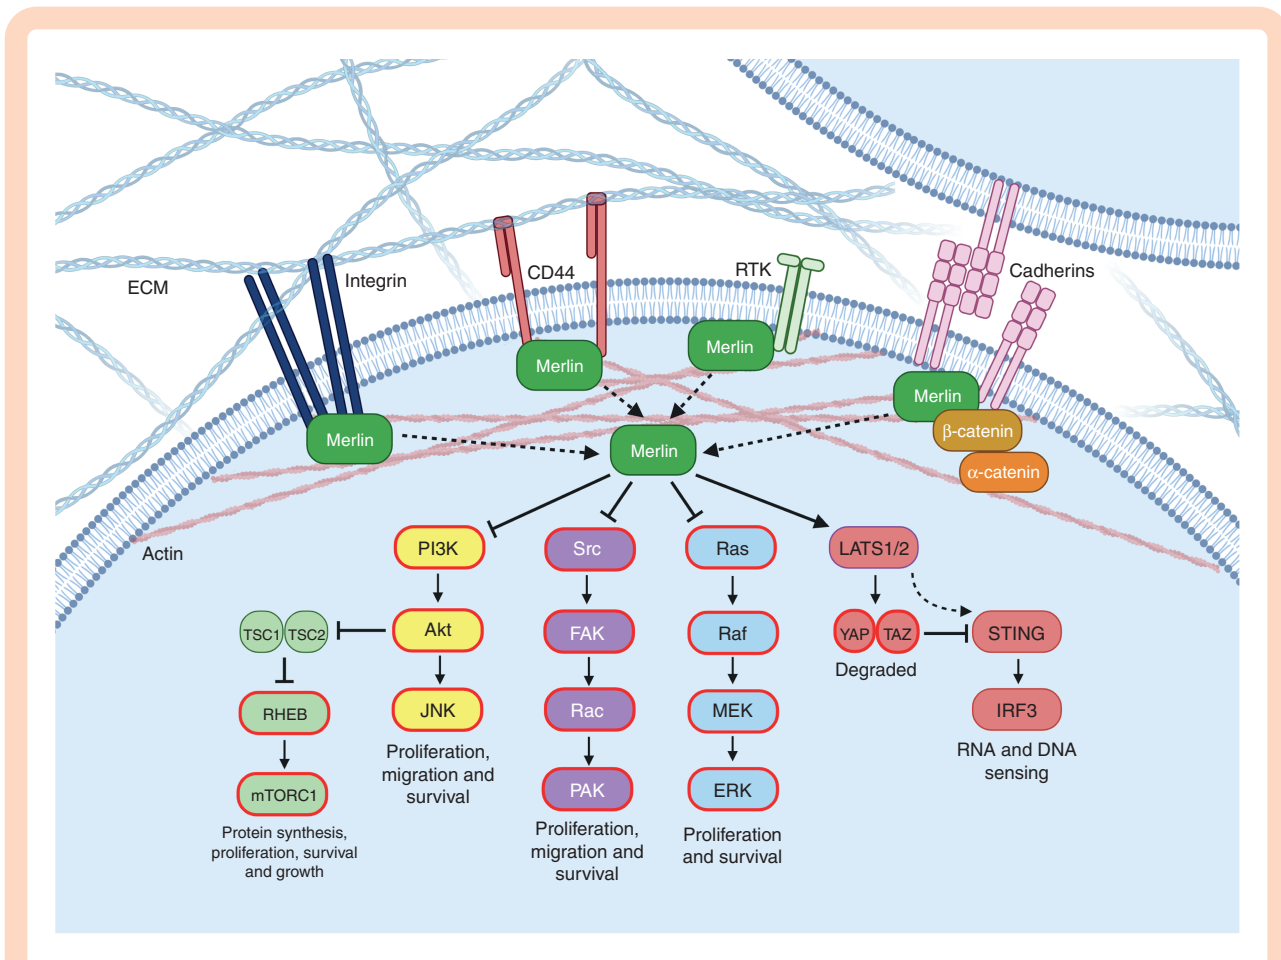 ECM
Integrin
CD44
RTK
Cadherins
Merlin
Merlin
Merlin
Merlin
β-catenin
α-catenin
Merlin
Actin
PI3K
Src
Ras
LATS1/2
TSC1
TSC2
Akt
FAK
Raf
YAP
TAZ
STING
Degraded
RHEB
JNK
Rac
MEK
IRF3
Proliferation,
migration and
survival
RNA and DNA
sensing
mTORC1
PAK
ERK
Protein synthesis,
proliferation, survival
and growth
Proliferation,
migration and
survival
Proliferation
and survival